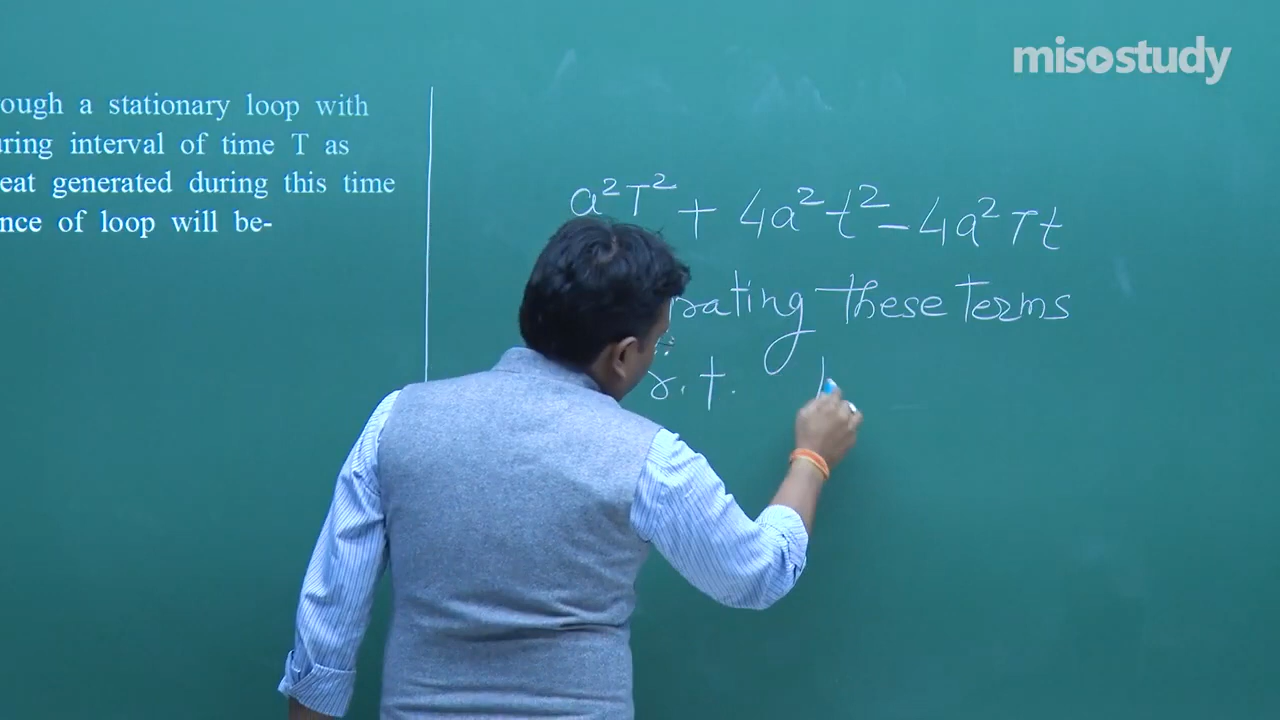 misostudy
ough a stationary loop with
uring interval of time T as
eat generated during this time
nce of loop will be-
a²T² + 4a²t² - 4a²Tt
rating these terms
r. t.